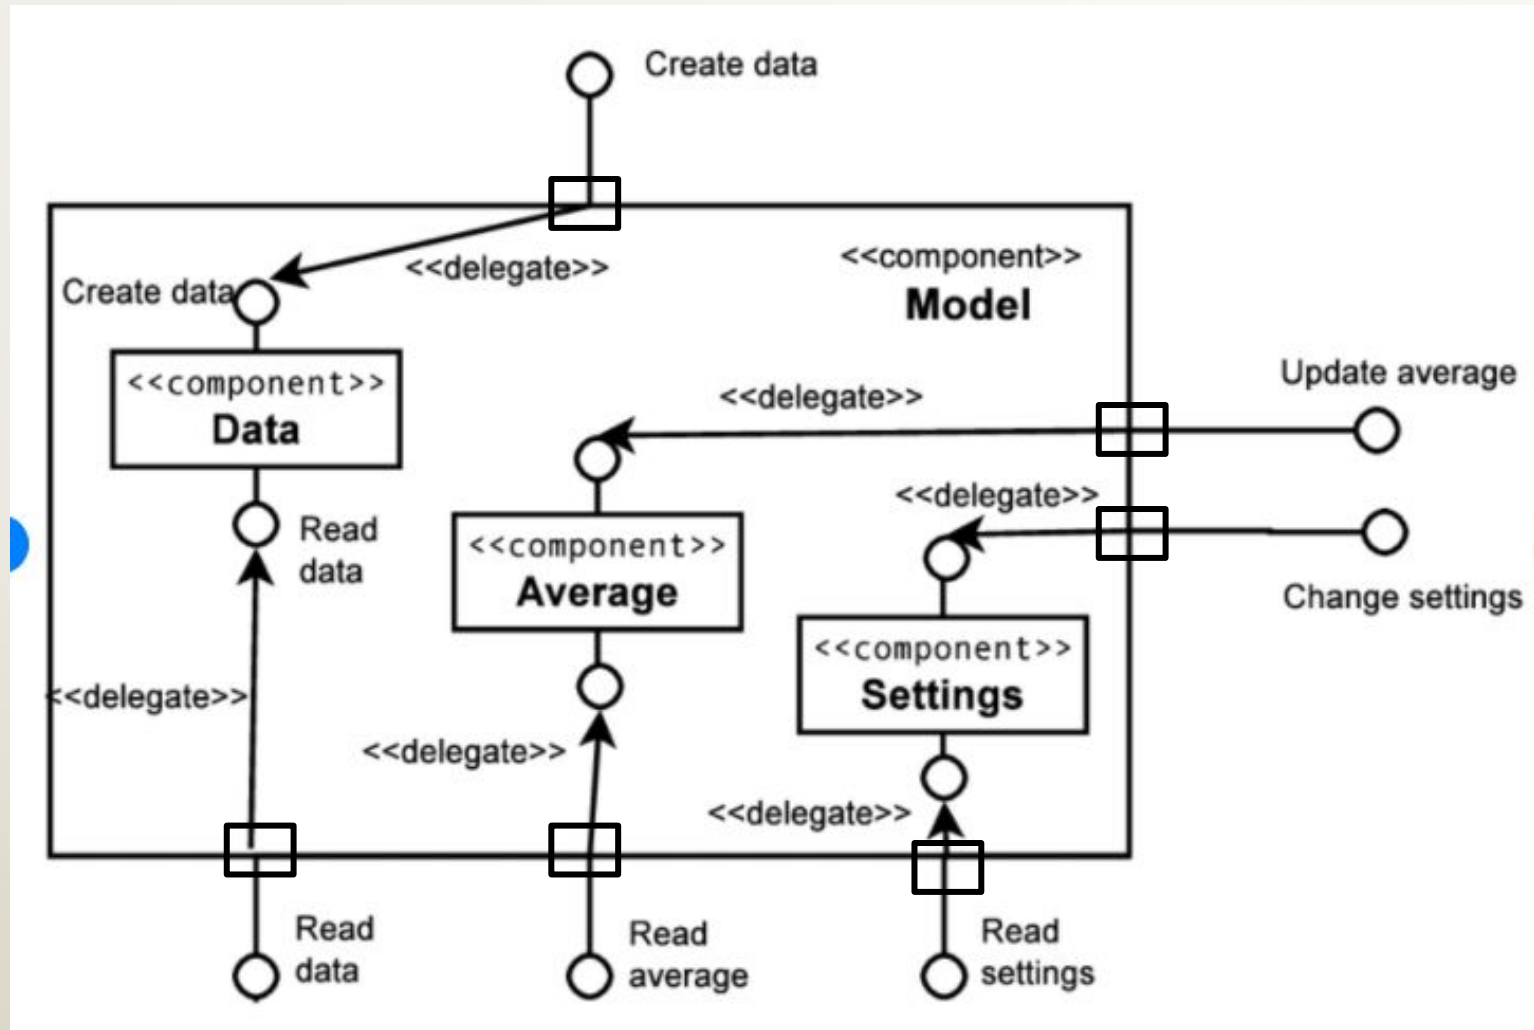 Create data
<<delegate>>
<<component>>
Model
Create data
<<component>>
Data
Update average
<<delegate>>
<<delegate>>
Read
data
<<component>>
Average
Change settings
<<component>>
Settings
<<delegate>>
<<delegate>>
<<delegate>>
Read
data
Read
average
Read
settings